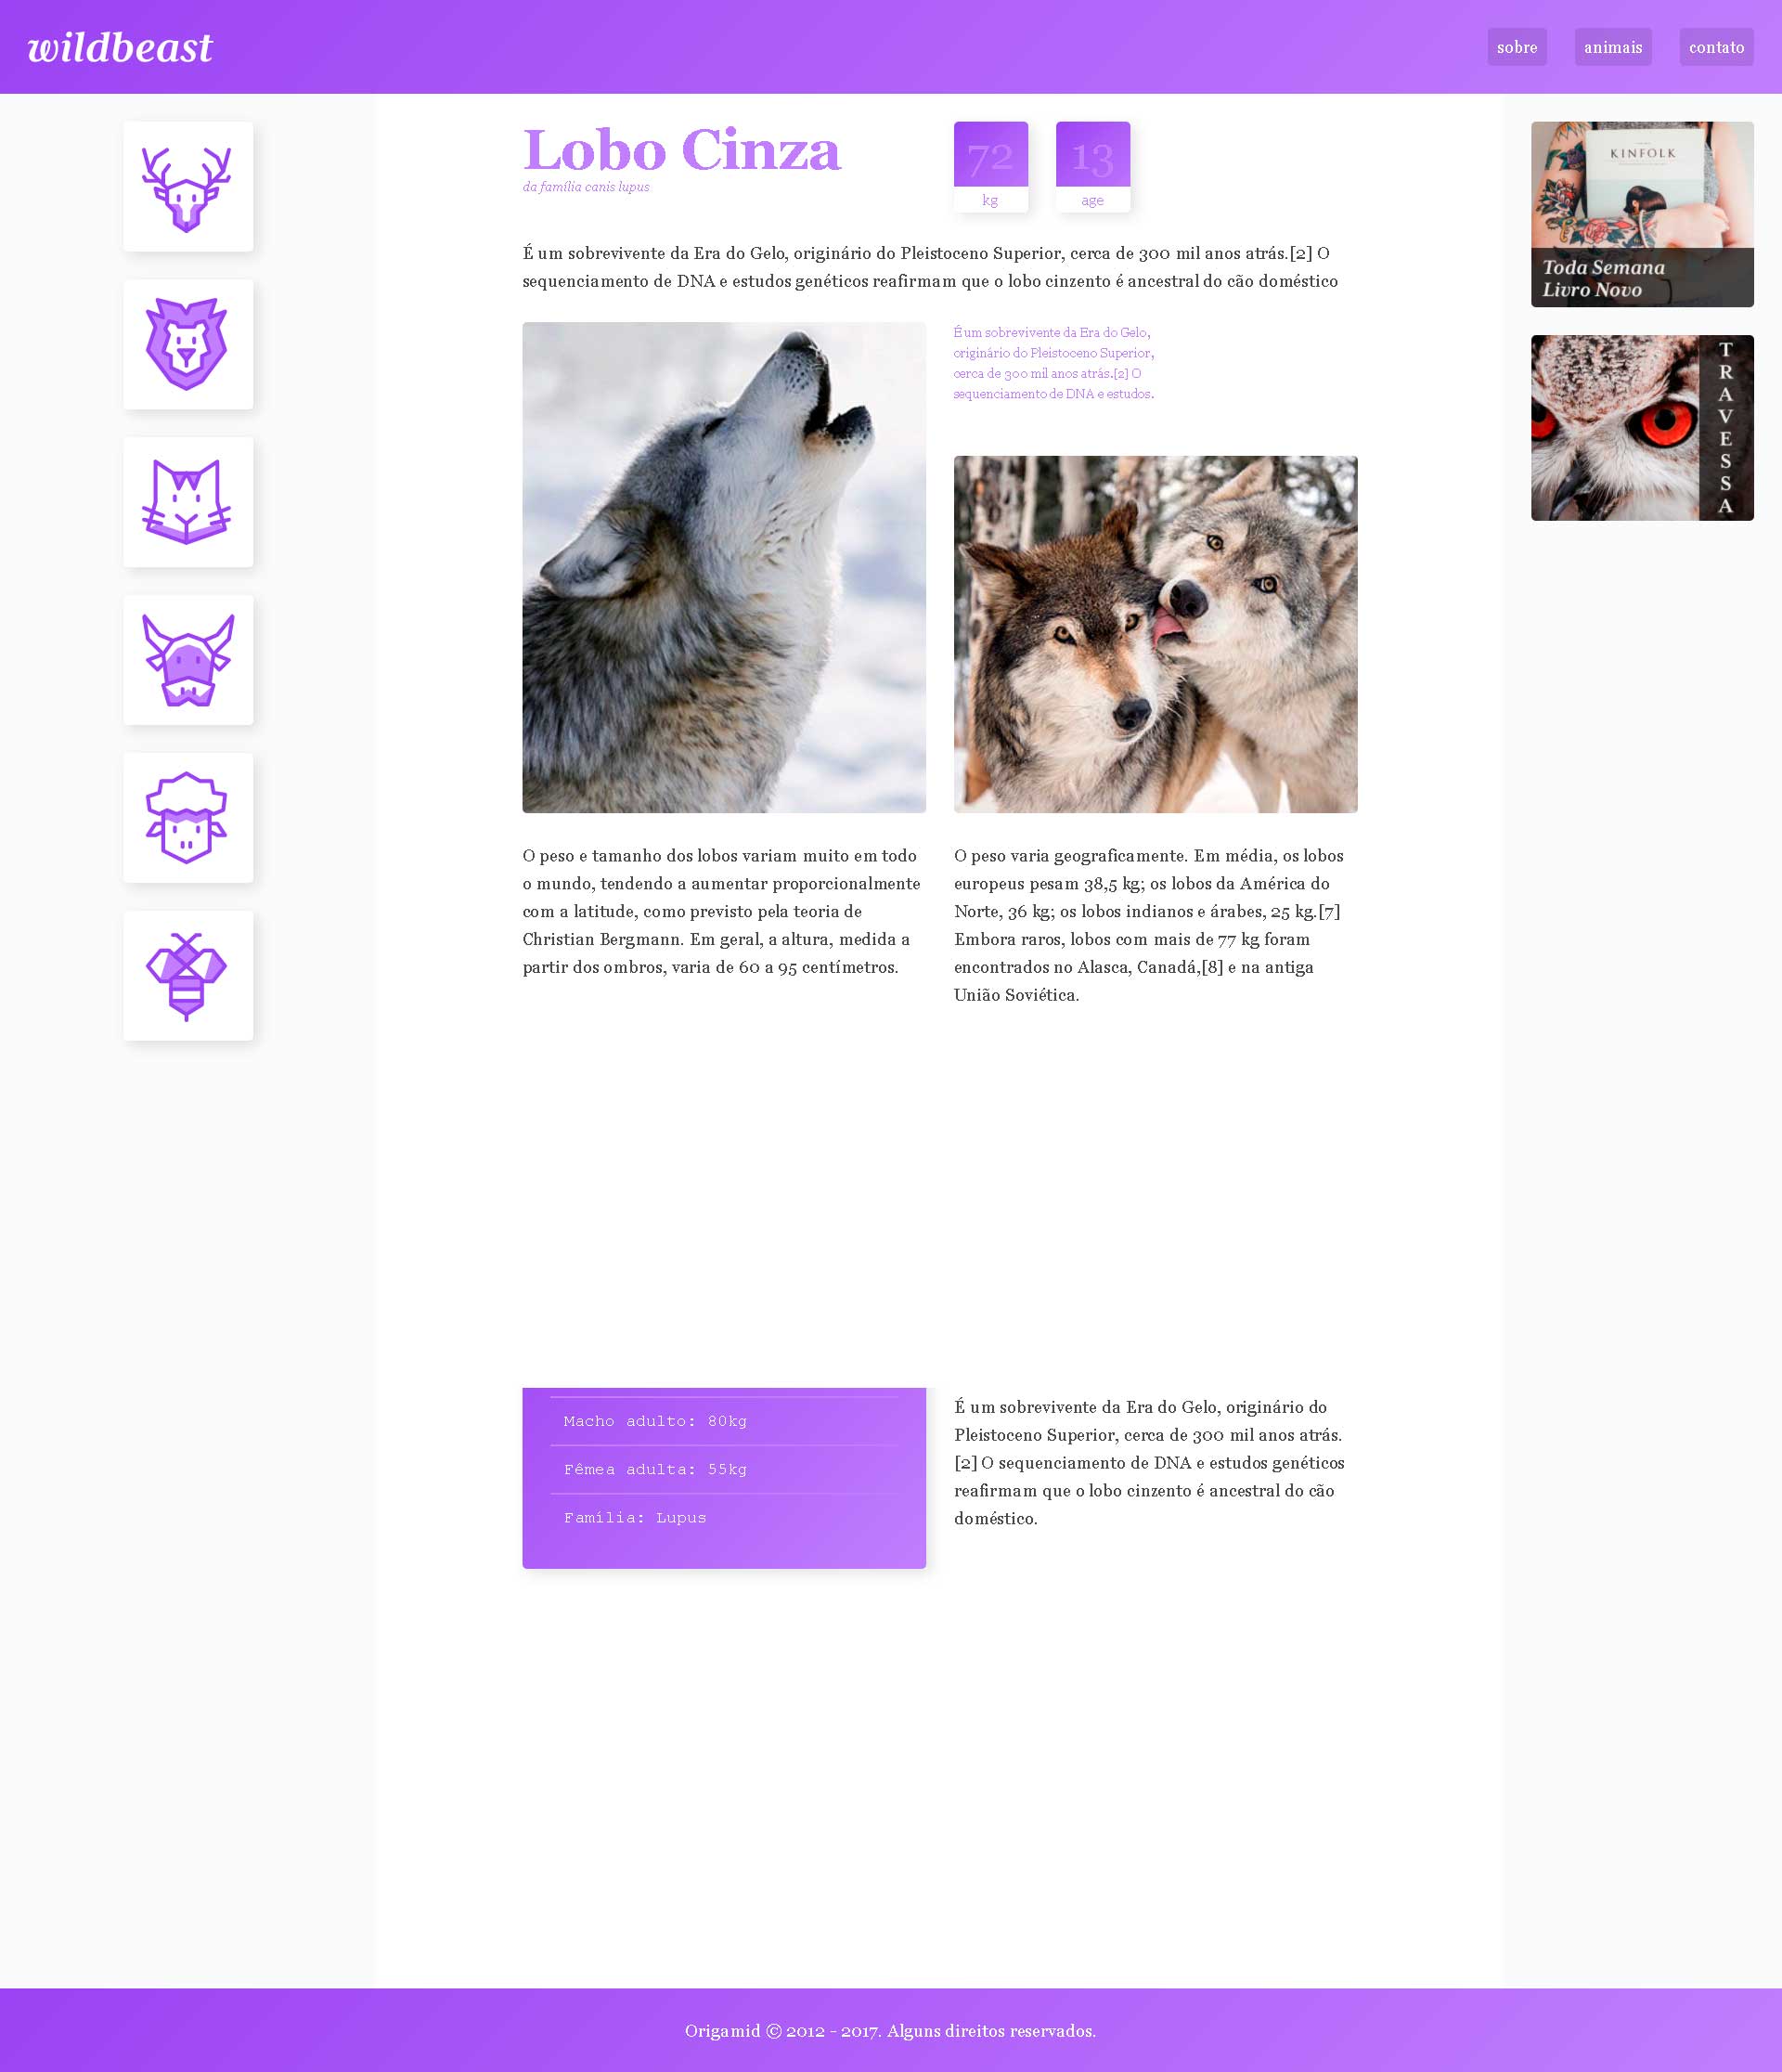 wildbeast
sobre
animais
contato
Lobo Cinza
da família canis lupus
72
kg
13
age
É um sobrevivente da Era do Gelo, originário do Pleistoceno Superior, cerca de 300 mil anos atrás.[2] O
sequenciamento de DNA e estudos genéticos reafirmam que o lobo cinzento é ancestral do cão doméstico
É um sobrevivente da Era do Gelo,
originário do Pleistoceno Superior,
cerca de 300 mil anos atrás.[2] O
sequenciamento de DNA e estudos.
O peso e tamanho dos lobos variam muito em todo
o mundo, tendendo a aumentar proporcionalmente
com a latitude, como previsto pela teoria de
Christian Bergmann. Em geral, a altura, medida a
partir dos ombros, varia de 60 a 95 centímetros.
O peso varia geograficamente. Em média, os lobos
europeus pesam 38,5 kg; os lobos da América do
Norte, 36 kg; os lobos indianos e árabes, 25 kg.[7]
Embora raros, lobos com mais de 77 kg foram
encontrados no Alasca, Canadá,[8] e na antiga
União Soviética.
Macho adulto: 80kg
Fêmea adulta: 55kg
Família: Lupus
É um sobrevivente da Era do Gelo, originário do
Pleistoceno Superior, cerca de 300 mil anos atrás.
[2] O sequenciamento de DNA e estudos genéticos
reafirmam que o lobo cinzento é ancestral do cão
doméstico.
KINFOLK
Toda Semana
Livro Novo
TRAVESSA
Origamid © 2012 - 2017. Alguns direitos reservados.